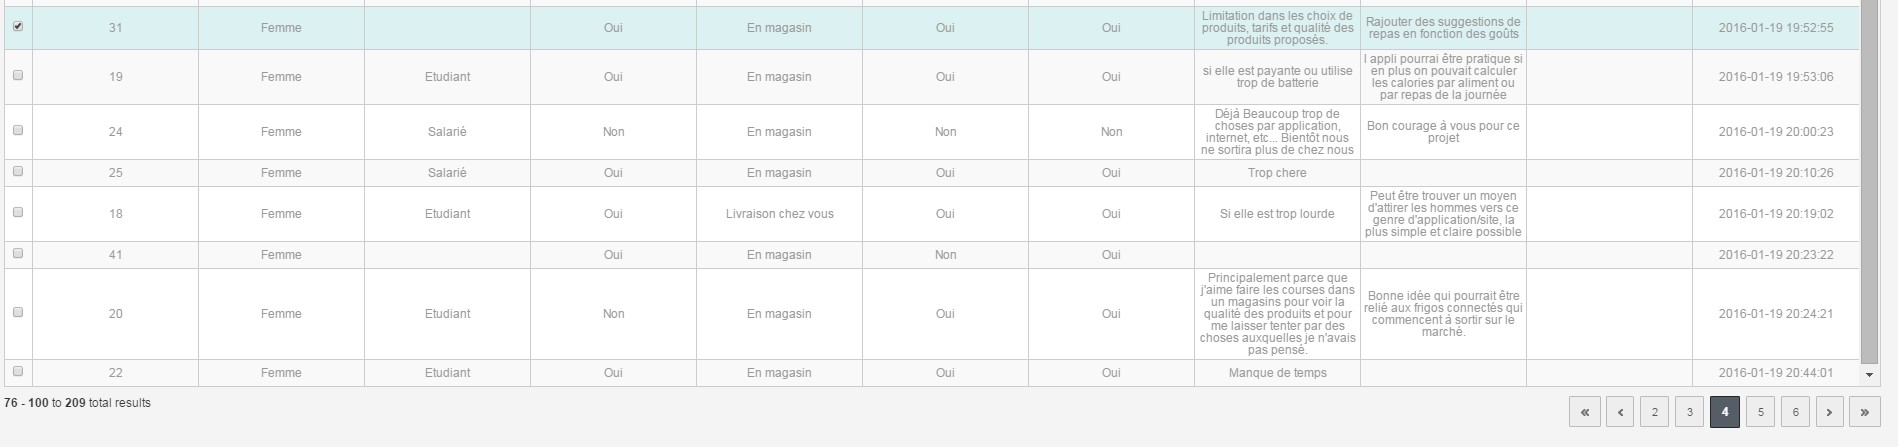 31 Femme Oui En magasin Oui Oui Limitation dans les choix de produits, tarifs et qualité des produits proposés. Rajouter des suggestions de repas en fonction des goûts 2016-01-19 19:52:55
19 Femme Etudiant Oui En magasin Oui Oui si elle est payante ou utilise trop de batterie l appli pourrai être pratique si en plus on pouvait calculer les calories par aliment ou par repas de la journée 2016-01-19 19:53:06
24 Femme Salarié Non En magasin Non Non Déjà Beaucoup trop de choses par application, internet, etc... Bientôt nous ne sortira plus de chez nous Bon courage à vous pour ce projet 2016-01-19 20:00:23
25 Femme Salarié Oui En magasin Oui Oui Trop chere 2016-01-19 20:10:26
18 Femme Etudiant Oui Livraison chez vous Oui Oui Si elle est trop lourde Peut être trouver un moyen d'attirer les hommes vers ce genre d'application/site, la plus simple et claire possible 2016-01-19 20:19:02
41 Femme Oui En magasin Non Oui 2016-01-19 20:23:22
20 Femme Etudiant Non En magasin Oui Oui Principalement parce que j'aime faire les courses dans un magasins pour voir la qualité des produits et pour me laisser tenter par des choses auxquelles je n'avais pas pensé. Bonne idée qui pourrait être relié aux frigos connectés qui commencent à sortir sur le marché. 2016-01-19 20:24:21
22 Femme Etudiant Oui En magasin Oui Oui Manque de temps 2016-01-19 20:44:01
76 - 100 to 209 total results « ‹ 2 3 4 5 6 › »